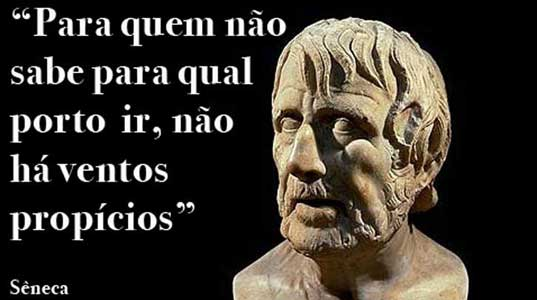 “Para quem não
sabe para qual
porto ir, não
há ventos
propícios”
Sêneca